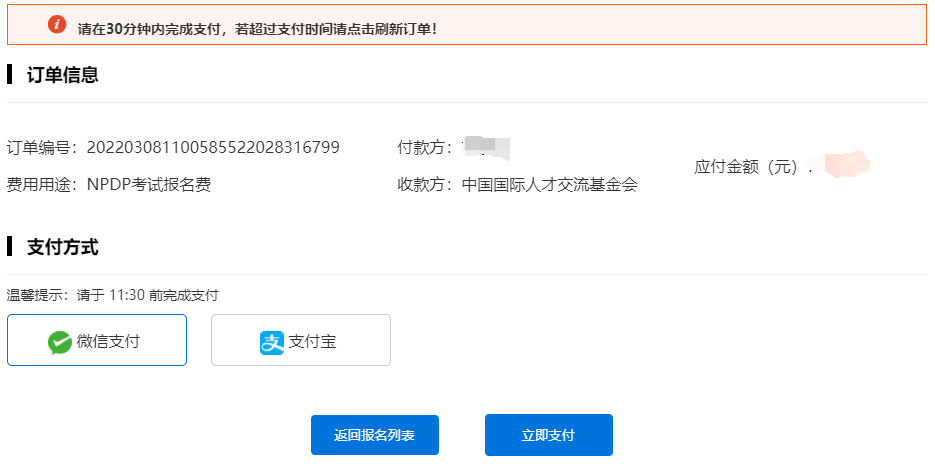 请在30分钟内完成支付，若超过支付时间请点击刷新订单！
订单信息
订单编号：202203081100585522028316799
付款方：
应付金额（元）
费用用途：NPDP考试报名费
收款方：中国国际人才交流基金会
支付方式
温馨提示：请于 11:30 前完成支付
微信支付
支付宝
返回报名列表
立即支付